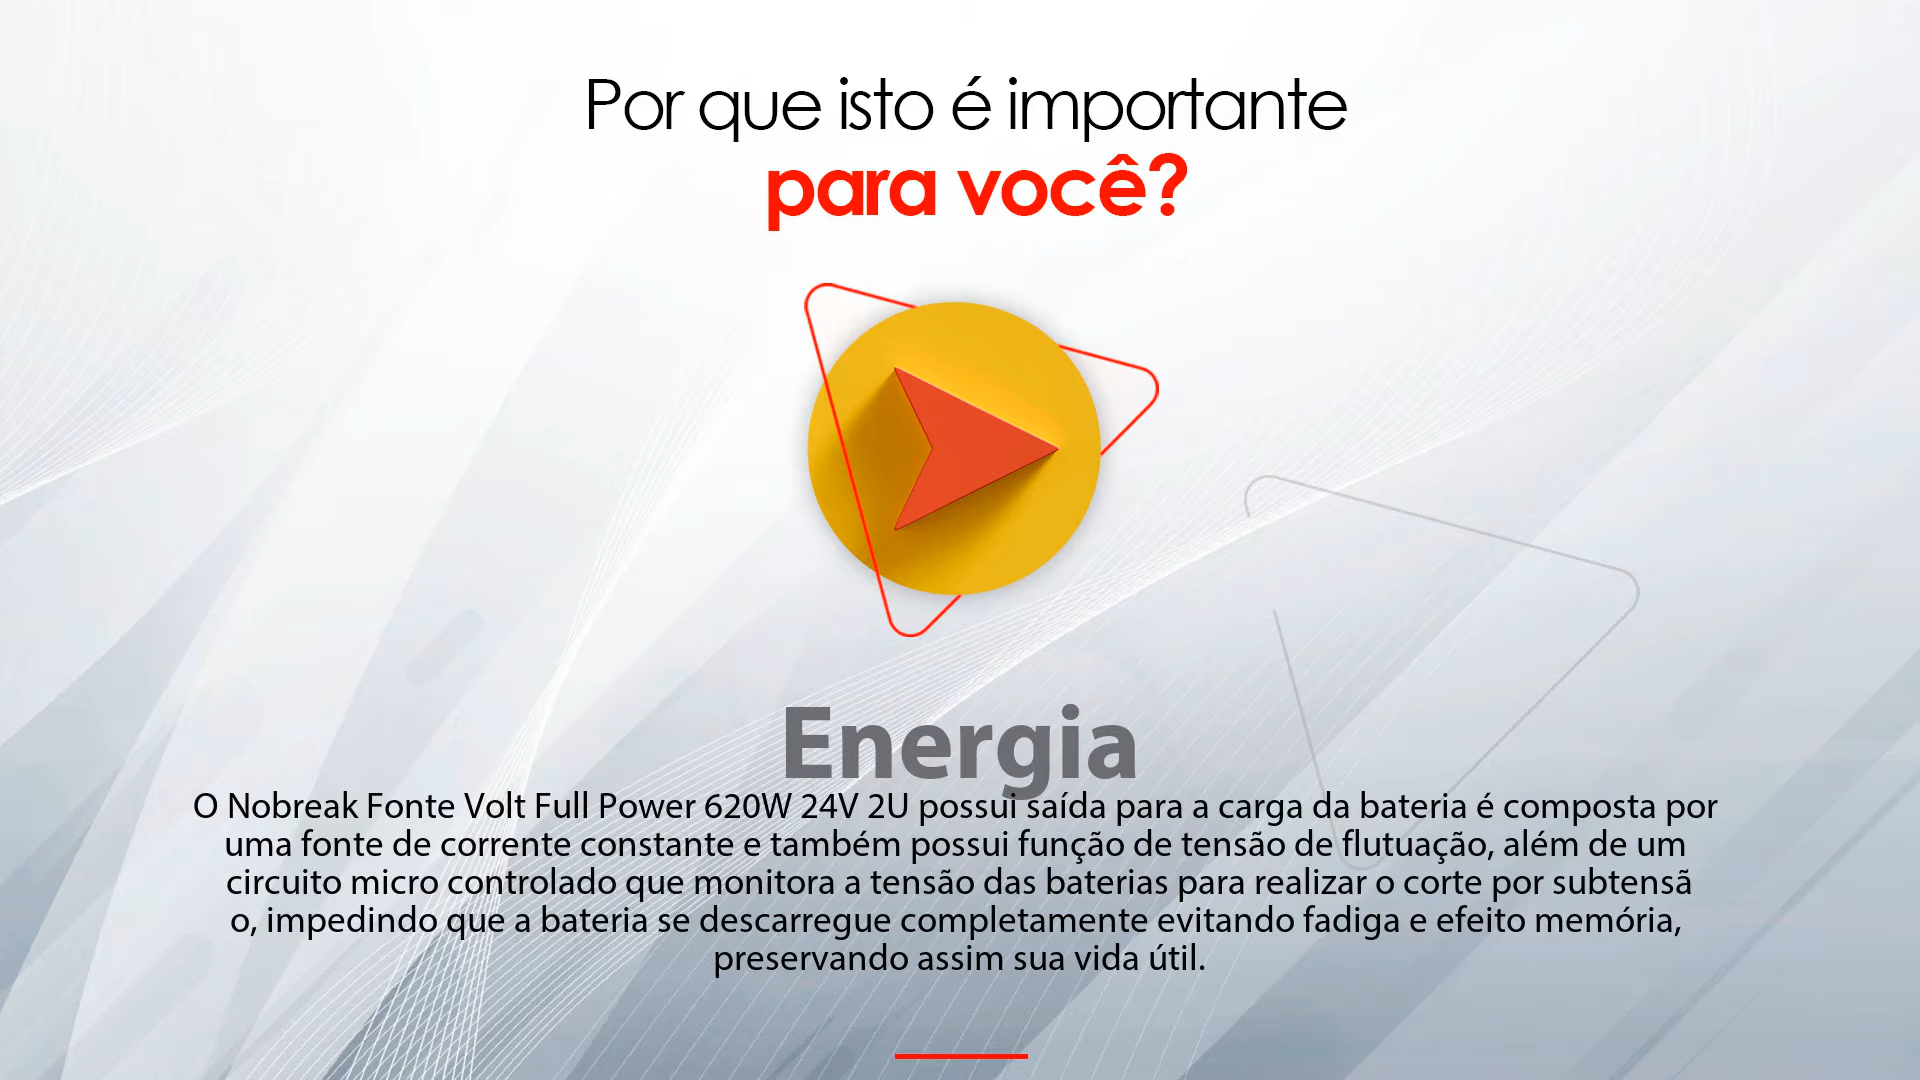 Por que isto é importante
para você?
Energia
O Nobreak Fonte Volt Full Power 620W 24V 2U possui saída para a carga da bateria é composta por
uma fonte de corrente constante e também possui função de tensão de flutuação, além de um
circuito micro controlado que monitora a tensão das baterias para realizar o corte por subtensã
o, impedindo que a bateria se descarregue completamente evitando fadiga e efeito memória,
preservando assim sua vida útil.